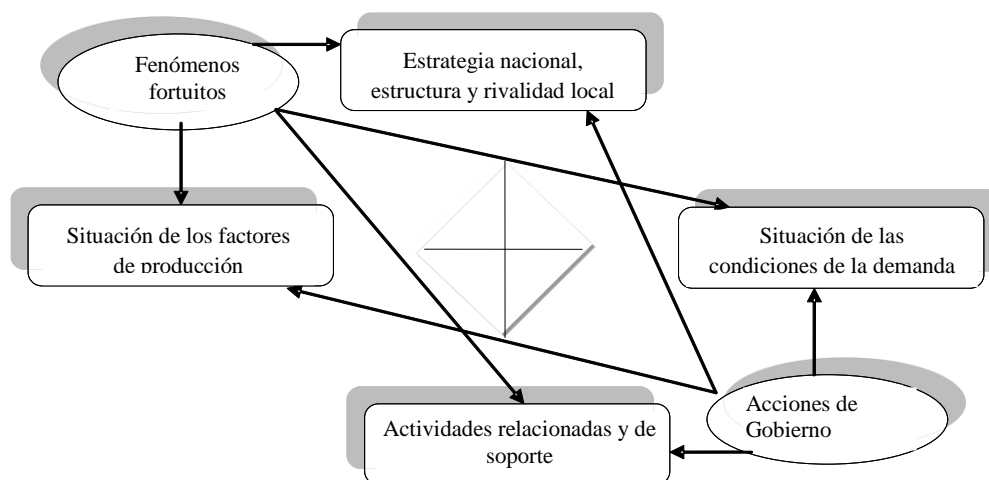 Fenómenos
fortuitos
Estrategia nacional,
estructura y rivalidad local
Situación de los factores
de producción
Situación de las
condiciones de la demanda
Actividades relacionadas y de
soporte
Acciones de
Gobierno